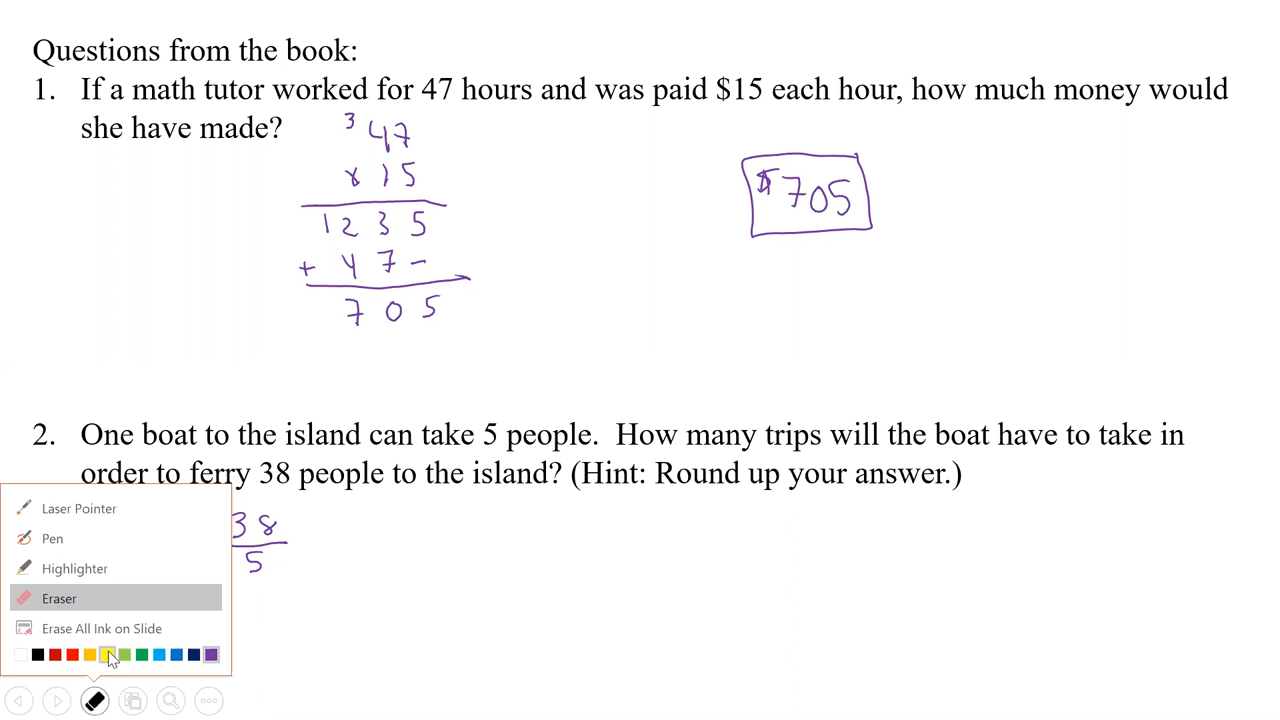 Questions from the book:
1. If a math tutor worked for 47 hours and was paid $15 each hour, how much money would
she have made?
3 47
x 15
1235
+ 47-
705
$705
2. One boat to the island can take 5 people. How many trips will the boat have to take in
order to ferry 38 people to the island? (Hint: Round up your answer.)
38
5
Laser Pointer
Pen
Highlighter
Eraser
Erase All Ink on Slide